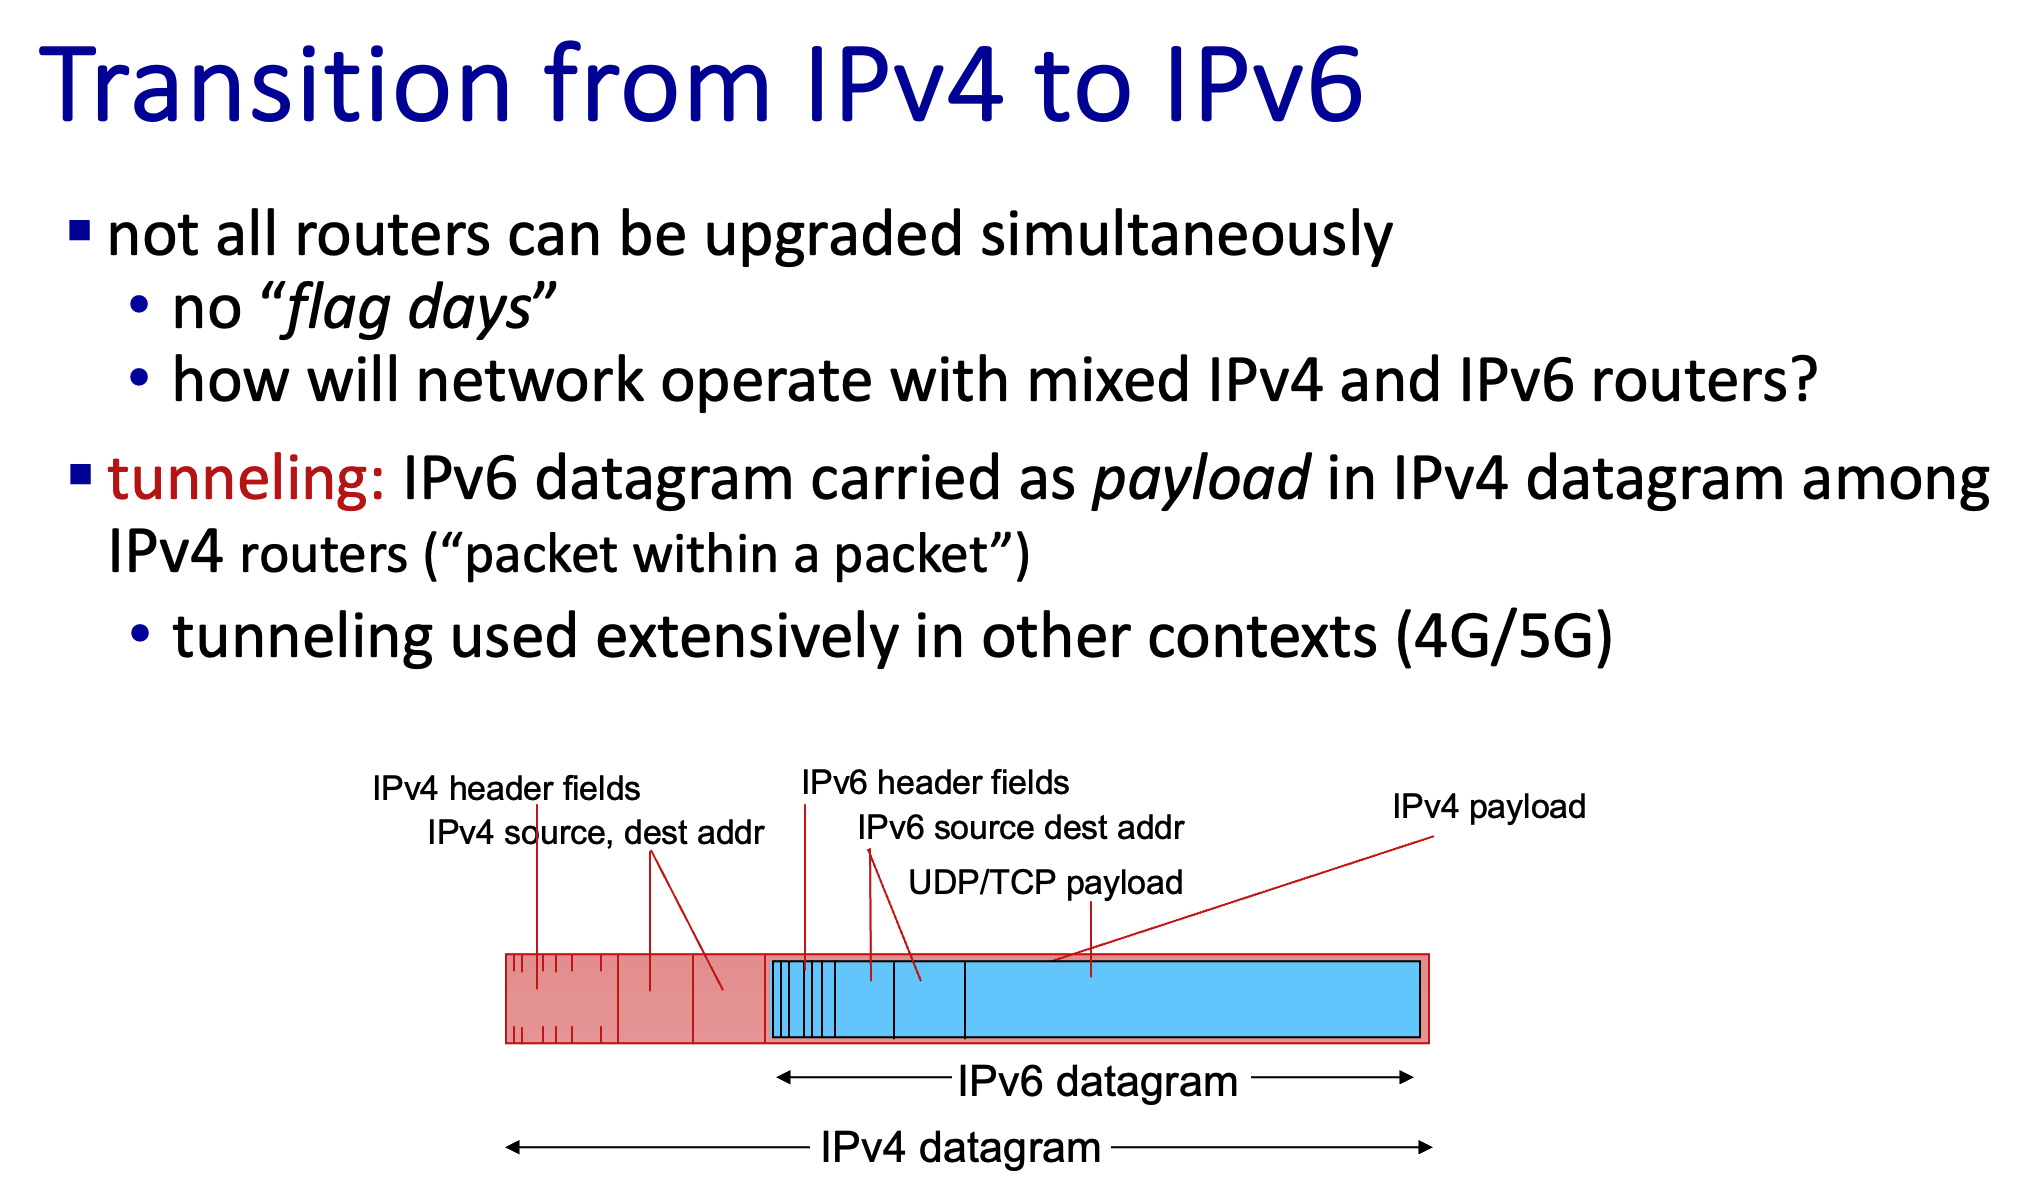 Transition from IPv4 to IPv6
not all routers can be upgraded simultaneously
no “flag days”
how will network operate with mixed IPv4 and IPv6 routers?
tunneling: IPv6 datagram carried as payload in IPv4 datagram among
IPv4 routers (“packet within a packet”)
tunneling used extensively in other contexts (4G/5G)
IPv4 header fields
IPv4 source, dest addr
IPv6 header fields
IPv6 source dest addr
UDP/TCP payload
IPv4 payload
IPv6 datagram
IPv4 datagram